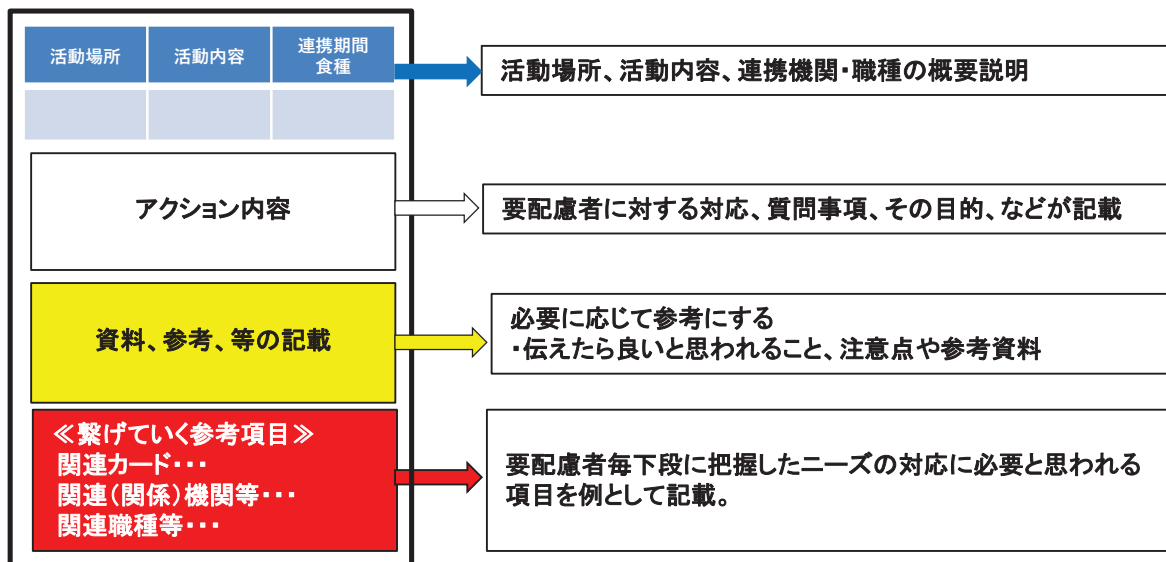 活動場所
活動内容
連携期間
食種
活動場所、活動内容、連携機関・職種の概要説明
アクション内容
要配慮者に対する対応、質問事項、その目的、などが記載
資料、参考、等の記載
必要に応じて参考にする
・伝えたら良いと思われること、注意点や参考資料
≪繋げていく参考項目≫
関連カード・・・
関連(関係)機関等・・・
関連職種等・・・
要配慮者毎下段に把握したニーズの対応に必要と思われる
項目を例として記載。